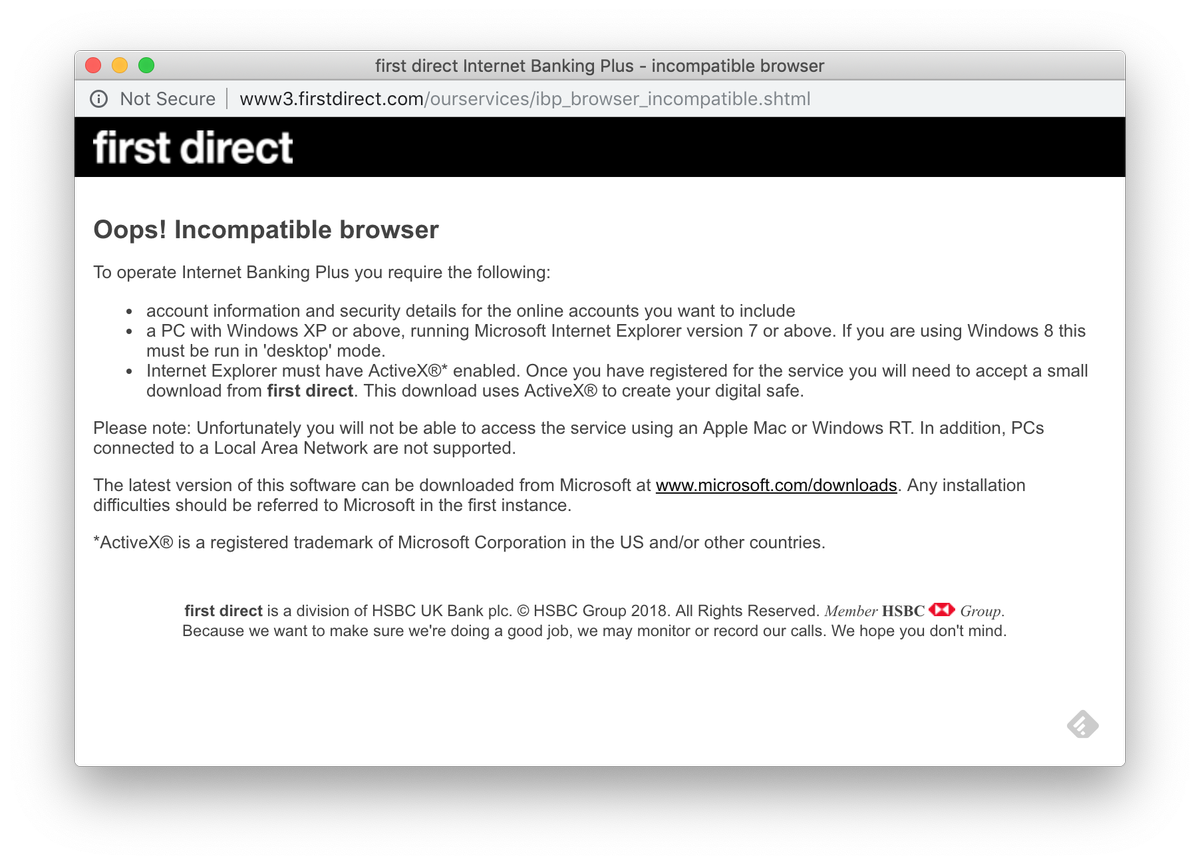 first direct Internet Banking Plus - incompatible browser
Not Secure | www3.firstdirect.com/ourservices/ibp_browser_incompatible.shtml
first direct
Oops! Incompatible browser
To operate Internet Banking Plus you require the following:
• account information and security details for the online accounts you want to include
• a PC with Windows XP or above, running Microsoft Internet Explorer version 7 or above. If you are using Windows 8 this
must be run in 'desktop' mode.
• Internet Explorer must have ActiveX®* enabled. Once you have registered for the service you will need to accept a small
download from first direct. This download uses ActiveX® to create your digital safe.
Please note: Unfortunately you will not be able to access the service using an Apple Mac or Windows RT. In addition, PCs
connected to a Local Area Network are not supported.
The latest version of this software can be downloaded from Microsoft at www.microsoft.com/downloads. Any installation
difficulties should be referred to Microsoft in the first instance.
*ActiveX® is a registered trademark of Microsoft Corporation in the US and/or other countries.
first direct is a division of HSBC UK Bank plc. © HSBC Group 2018. All Rights Reserved. Member HSBC Group.
Because we want to make sure we're doing a good job, we may monitor or record our calls. We hope you don't mind.